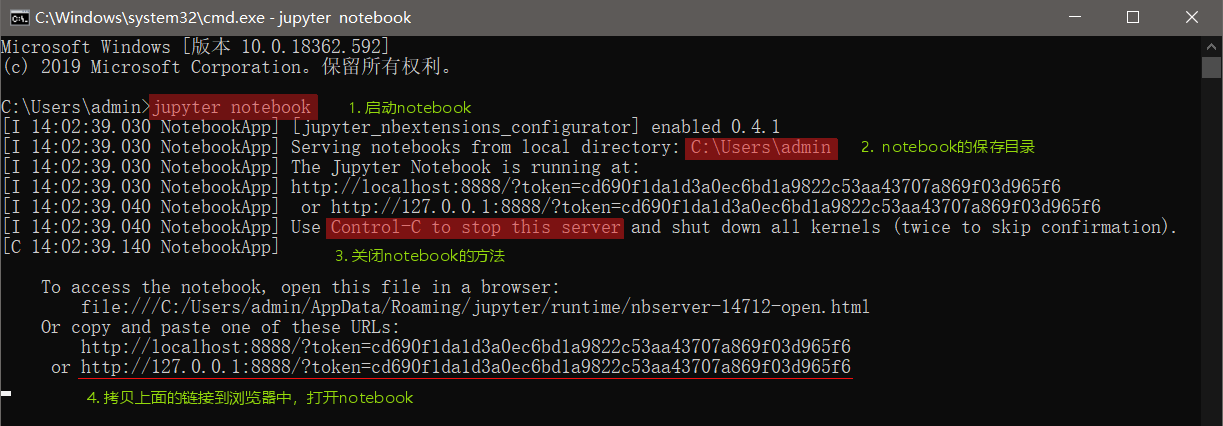 C:\Windows\system32\cmd.exe - jupyter  notebook
Microsoft Windows [版本 10.0.18362.592]
(c) 2019 Microsoft Corporation。保留所有权利。
C:\Users\admin>jupyter notebook 1. 启动notebook
[I 14:02:39.030 NotebookApp] [jupyter_nbextensions_configurator] enabled 0.4.1
[I 14:02:39.030 NotebookApp] Serving notebooks from local directory: C:\Users\admin 2. notebook的保存目录
[I 14:02:39.030 NotebookApp] The Jupyter Notebook is running at:
[I 14:02:39.030 NotebookApp] http://localhost:8888/?token=cd690f1da1d3a0ec6bd1a9822c53aa43707a869f03d965f6
[I 14:02:39.040 NotebookApp]  or http://127.0.0.1:8888/?token=cd690f1da1d3a0ec6bd1a9822c53aa43707a869f03d965f6
[I 14:02:39.040 NotebookApp] Use Control-C to stop this server and shut down all kernels (twice to skip confirmation).
[C 14:02:39.140 NotebookApp] 3. 关闭notebook的方法
To access the notebook, open this file in a browser:
file:///C:/Users/admin/AppData/Roaming/jupyter/runtime/nbserver-14712-open.html
Or copy and paste one of these URLs:
http://localhost:8888/?token=cd690f1da1d3a0ec6bd1a9822c53aa43707a869f03d965f6
or http://127.0.0.1:8888/?token=cd690f1da1d3a0ec6bd1a9822c53aa43707a869f03d965f6
4. 拷贝上面的链接到浏览器中，打开notebook